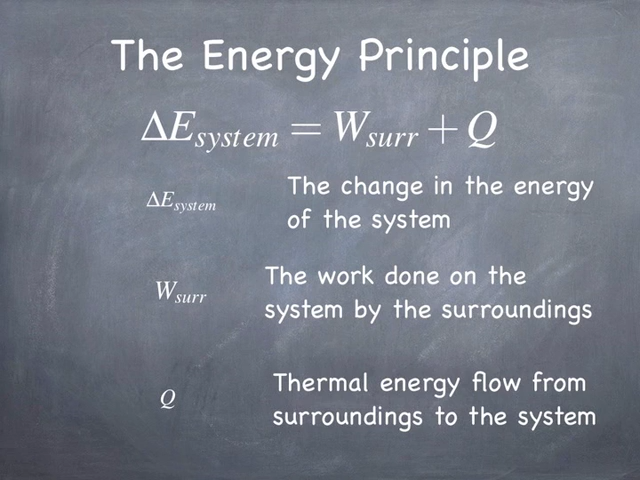 The Energy Principle
ΔE_system = W_surr + Q
ΔE_system
The change in the energy
of the system
W_surr
The work done on the
system by the surroundings
Q
Thermal energy flow from
surroundings to the system